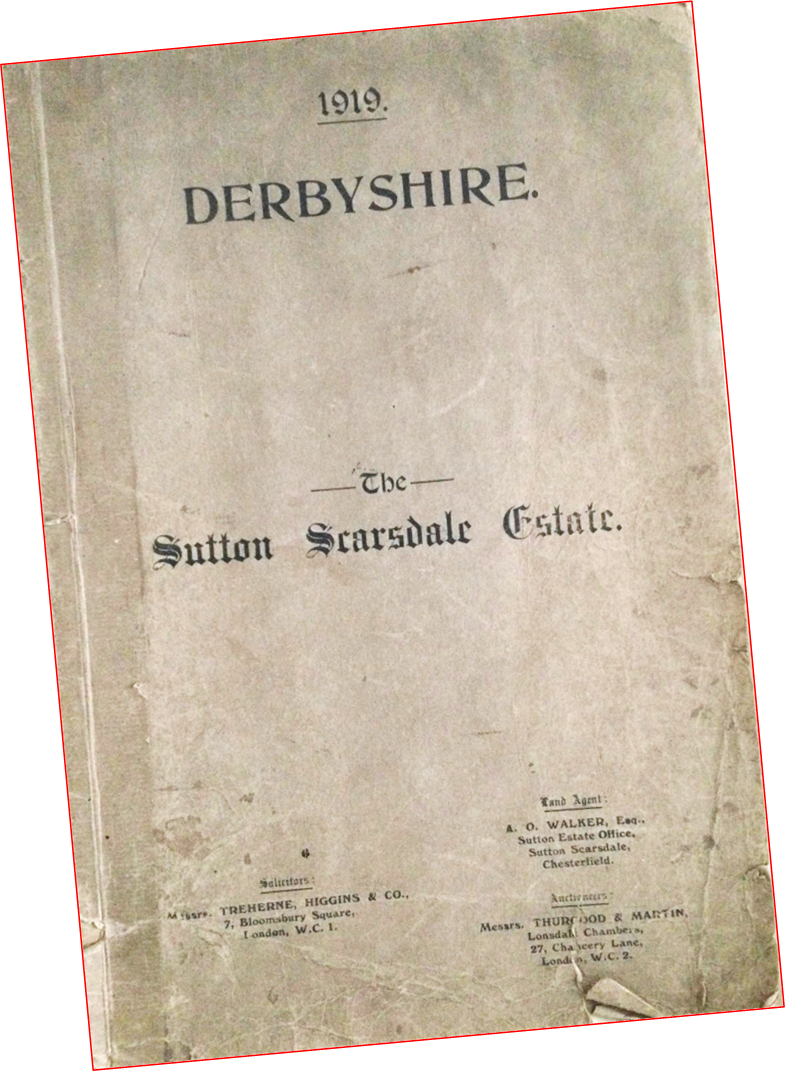 1919.
DERBYSHIRE.
The
Sutton Scarsdale Estate.
Land Agent:
A. O. WALKER, Esq.,
Sutton Estate Office,
Sutton Scarsdale,
Chesterfield.
Solicitors:
Messrs. TREHERNE, HIGGINS & CO.,
7, Bloomsbury Square,
London, W.C. 1.
Auctioneers:
Messrs. THURGOOD & MARTIN,
Lonsdale Chambers,
27, Chancery Lane,
London, W.C. 2.